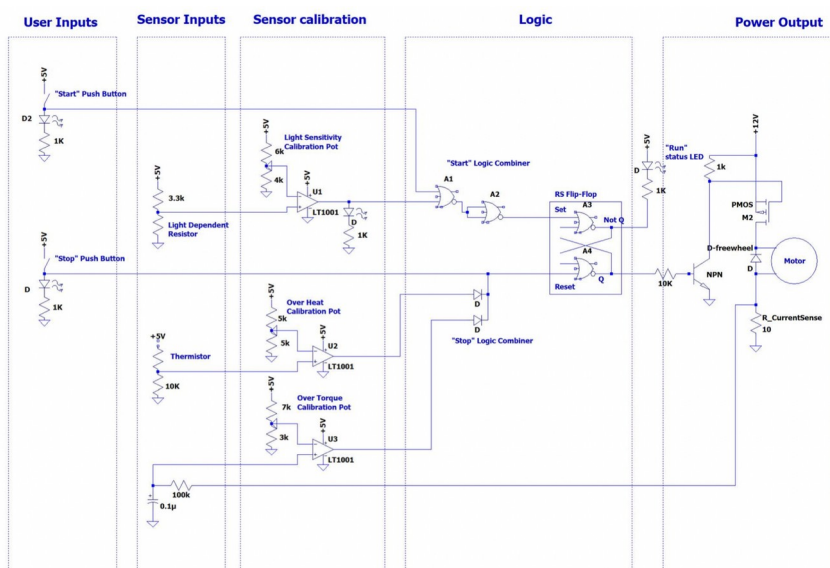 User Inputs
Sensor Inputs
Sensor calibration
Logic
Power Output
+5V
"Start" Push Button
D2
1K
+5V
Light Sensitivity
Calibration Pot
6k
4k
+5V
U1
LT1001
+5V
3.3k
Light Dependent
Resistor
D
1K
"Start" Logic Combiner
A1
A2
RS Flip-Flop
A3
Set
Not Q
A4
Reset
Q
+5V
"Run"
status LED
D
1K
+12V
1k
PMOS
M2
D-freewheel
D
Motor
NPN
10K
R_CurrentSense
10
+5V
"Stop" Push Button
D
1K
+5V
Over Heat
Calibration Pot
5k
5k
+5V
U2
LT1001
D
D
"Stop" Logic Combiner
+5V
Thermistor
10K
+5V
Over Torque
Calibration Pot
7k
3k
+5V
U3
LT1001
100k
0.1µ